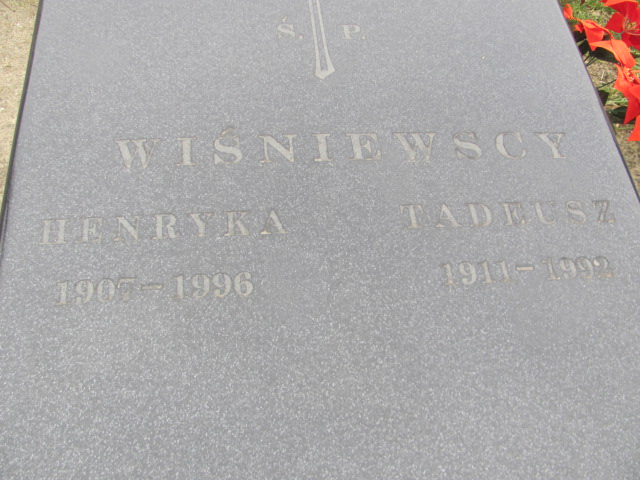 Ś. P.
WIŚNIEWSCY
HENRYKA TADEUSZ
1907-1996 1911-1992